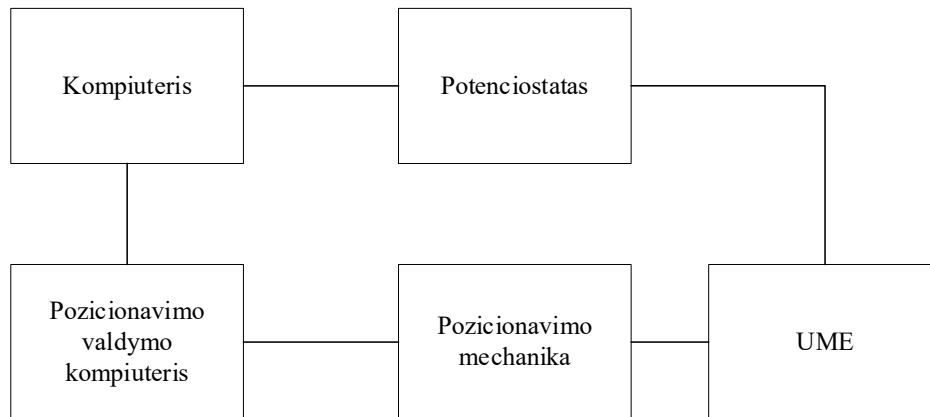 Kompiuteris
Potenciostatas
Pozicionavimo
valdymo
kompiuteris
Pozicionavimo
mechanika
UME